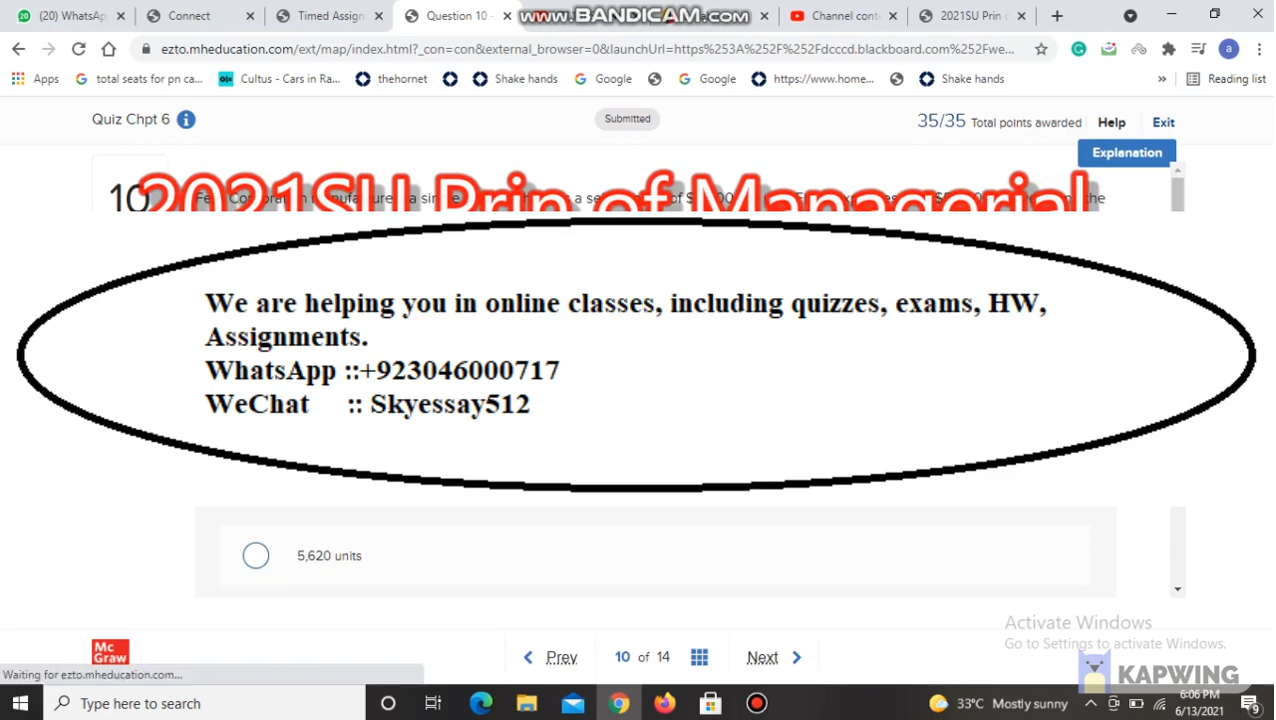 (20) WhatsA
Connect
Timed Assign
Question 10 -
www.BANDICAM.com
Channel cont
2021SU Prin c
ezto.mheducation.com/ext/map/index.html?_con=con&external_browser=0&launchUrl=https%253A%252F%252Fdcccd.blackboard.com%252Fwe...
Apps
total seats for pn ca...
Cultus - Cars in Ra...
thehornet
Shake hands
Google
Google
https://www.home...
Shake hands
»
Reading list
Quiz Chpt 6
Submitted
35/35 Total points awarded
Help
Exit
Explanation
10
2021SU Prin of Managerial
We are helping you in online classes, including quizzes, exams, HW,
Assignments.
WhatsApp ::+923046000717
WeChat :: Skyessay512
5,620 units
Activate Windows
Go to Settings to activate Windows.
Mc
Graw
Prev
10 of 14
Next
KAPWING
Waiting for ezto.mheducation.com...
Type here to search
33°C Mostly sunny
6:06 PM
6/13/2021